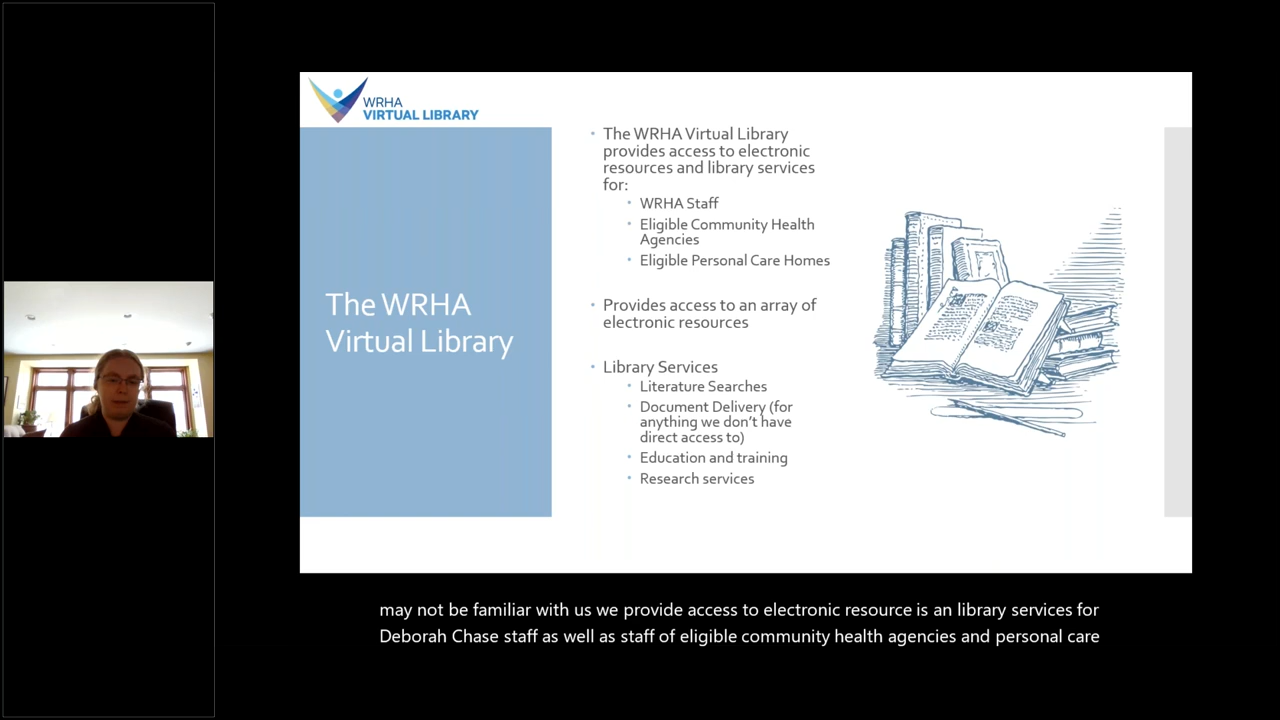 WRHA
VIRTUAL LIBRARY
The WRHA
Virtual Library
• The WRHA Virtual Library
provides access to electronic
resources and library services
for:
• WRHA Staff
• Eligible Community Health
Agencies
• Eligible Personal Care Homes
• Provides access to an array of
electronic resources
• Library Services
• Literature Searches
• Document Delivery (for
anything we don't have
direct access to)
• Education and training
• Research services
may not be familiar with us we provide access to electronic resource is an library services for
Deborah Chase staff as well as staff of eligible community health agencies and personal care